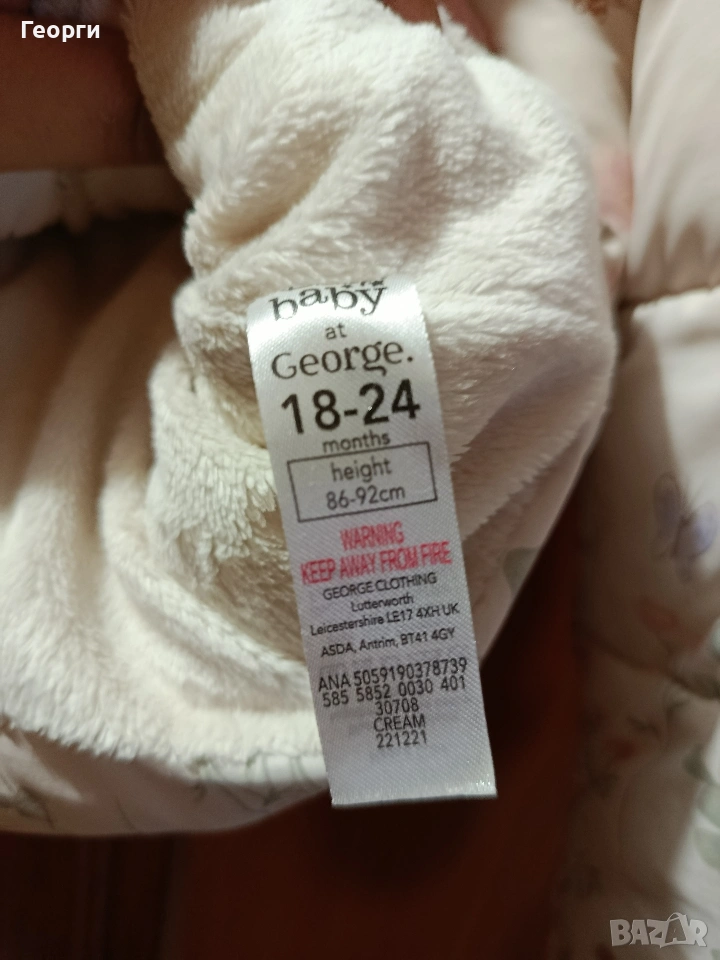 Георги
baby
at
George.
18-24
months
height
86-92cm
WARNING
KEEP AWAY FROM FIRE
GEORGE CLOTHING
Lutterworth
Leicestershire LE17 4XH UK
ASDA, Antrim, BT41 4GY
ANA 5059190378739
585 5852 0030 401
30708
CREAM
221221
BAZAR